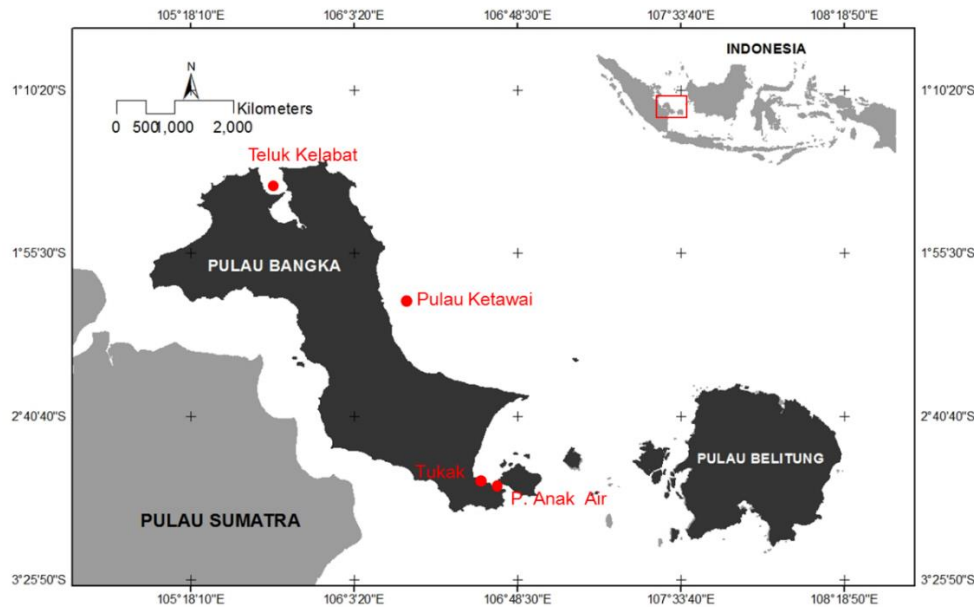 105°18'10"E 106°3'20"E 106°48'30"E 107°33'40"E 108°18'50"E
INDONESIA
N
1°10'20"S 1°10'20"S
Kilometers
0 500 1,000 2,000
Teluk Kelabat
1°55'30"S 1°55'30"S
PULAU BANGKA
Pulau Ketawai
2°40'40"S 2°40'40"S
PULAU BELITUNG
Tukak
P. Anak Air
PULAU SUMATRA
3°25'50"S 3°25'50"S
105°18'10"E 106°3'20"E 106°48'30"E 107°33'40"E 108°18'50"E